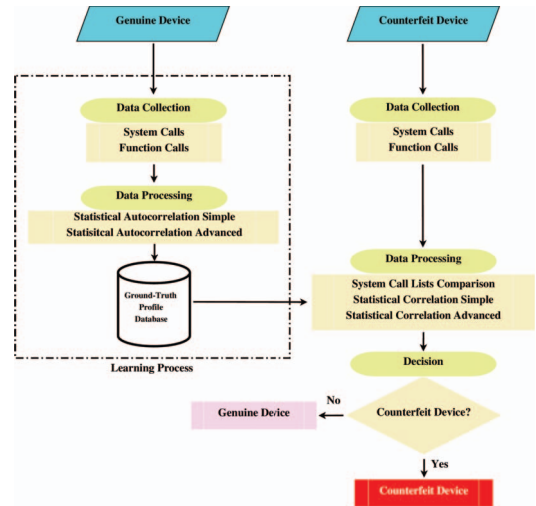 Genuine Device
Counterfeit Device
Data Collection
System Calls
Function Calls
Data Processing
Statistical Autocorrelation Simple
Statisitcal Autocorrelation Advanced
Ground-Truth
Profile
Database
Learning Process
Data Collection
System Calls
Function Calls
Data Processing
System Call Lists Comparison
Statistical Correlation Simple
Statistical Correlation Advanced
Decision
Counterfeit Device?
No
Genuine Device
Yes
Counterfeit Device